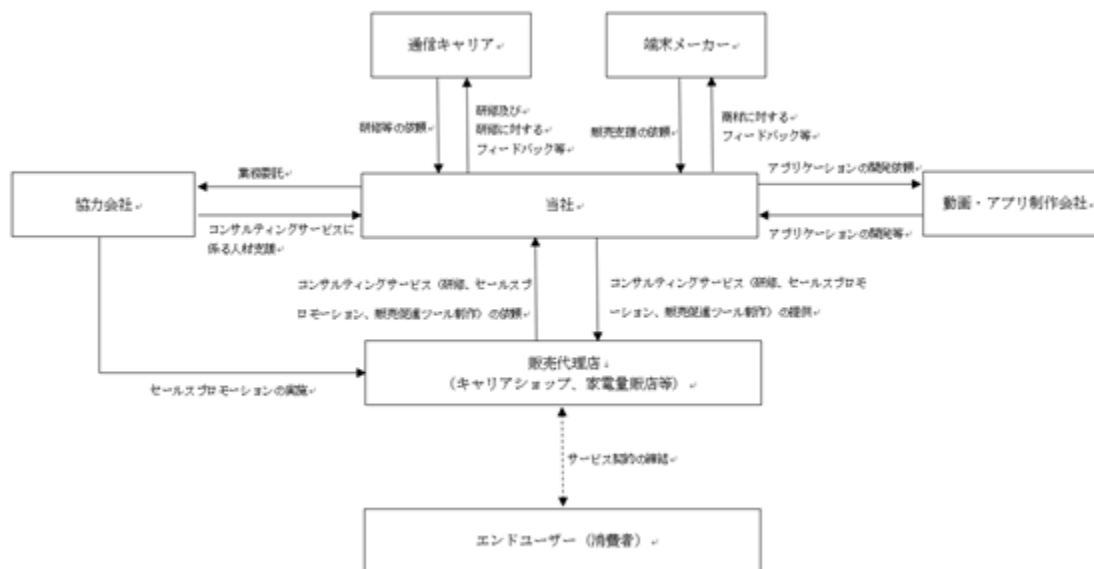 通信キャリア
端末メーカー
研修等の依頼
研修及び
研修に対する
フィードバック等
販売支援の依頼
商材に対する
フィードバック等
業務委託
アプリケーションの開発依頼
協力会社
当社
動画・アプリ制作会社
コンサルティングサービスに
係る人材支援
アプリケーションの開発等
コンサルティングサービス（研修、セールスプ
ロモーション、販売促進ツール制作）の依頼
コンサルティングサービス（研修、セールスプロモ
ーション、販売促進ツール制作）の提供
販売代理店
（キャリアショップ、家電量販店等）
セールスプロモーションの実施
サービス契約の締結
エンドユーザー（消費者）